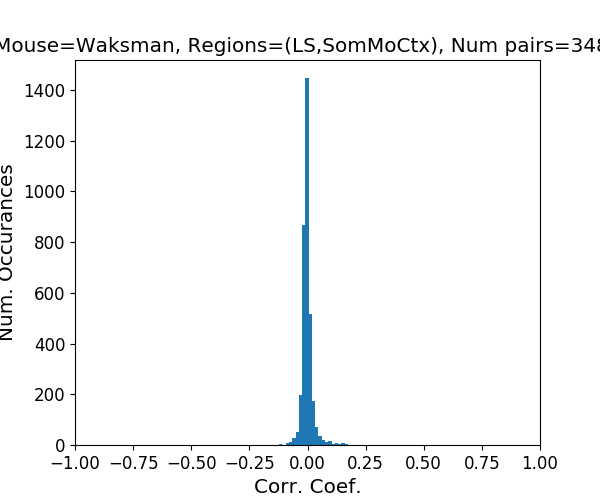 Mouse=Waksman, Regions=(LS,SomMoCtx), Num pairs=348
1400
1200
1000
800
600
400
200
0
Num. Occurances
−1.00 −0.75 −0.50 −0.25 0.00 0.25 0.50 0.75 1.00
Corr. Coef.